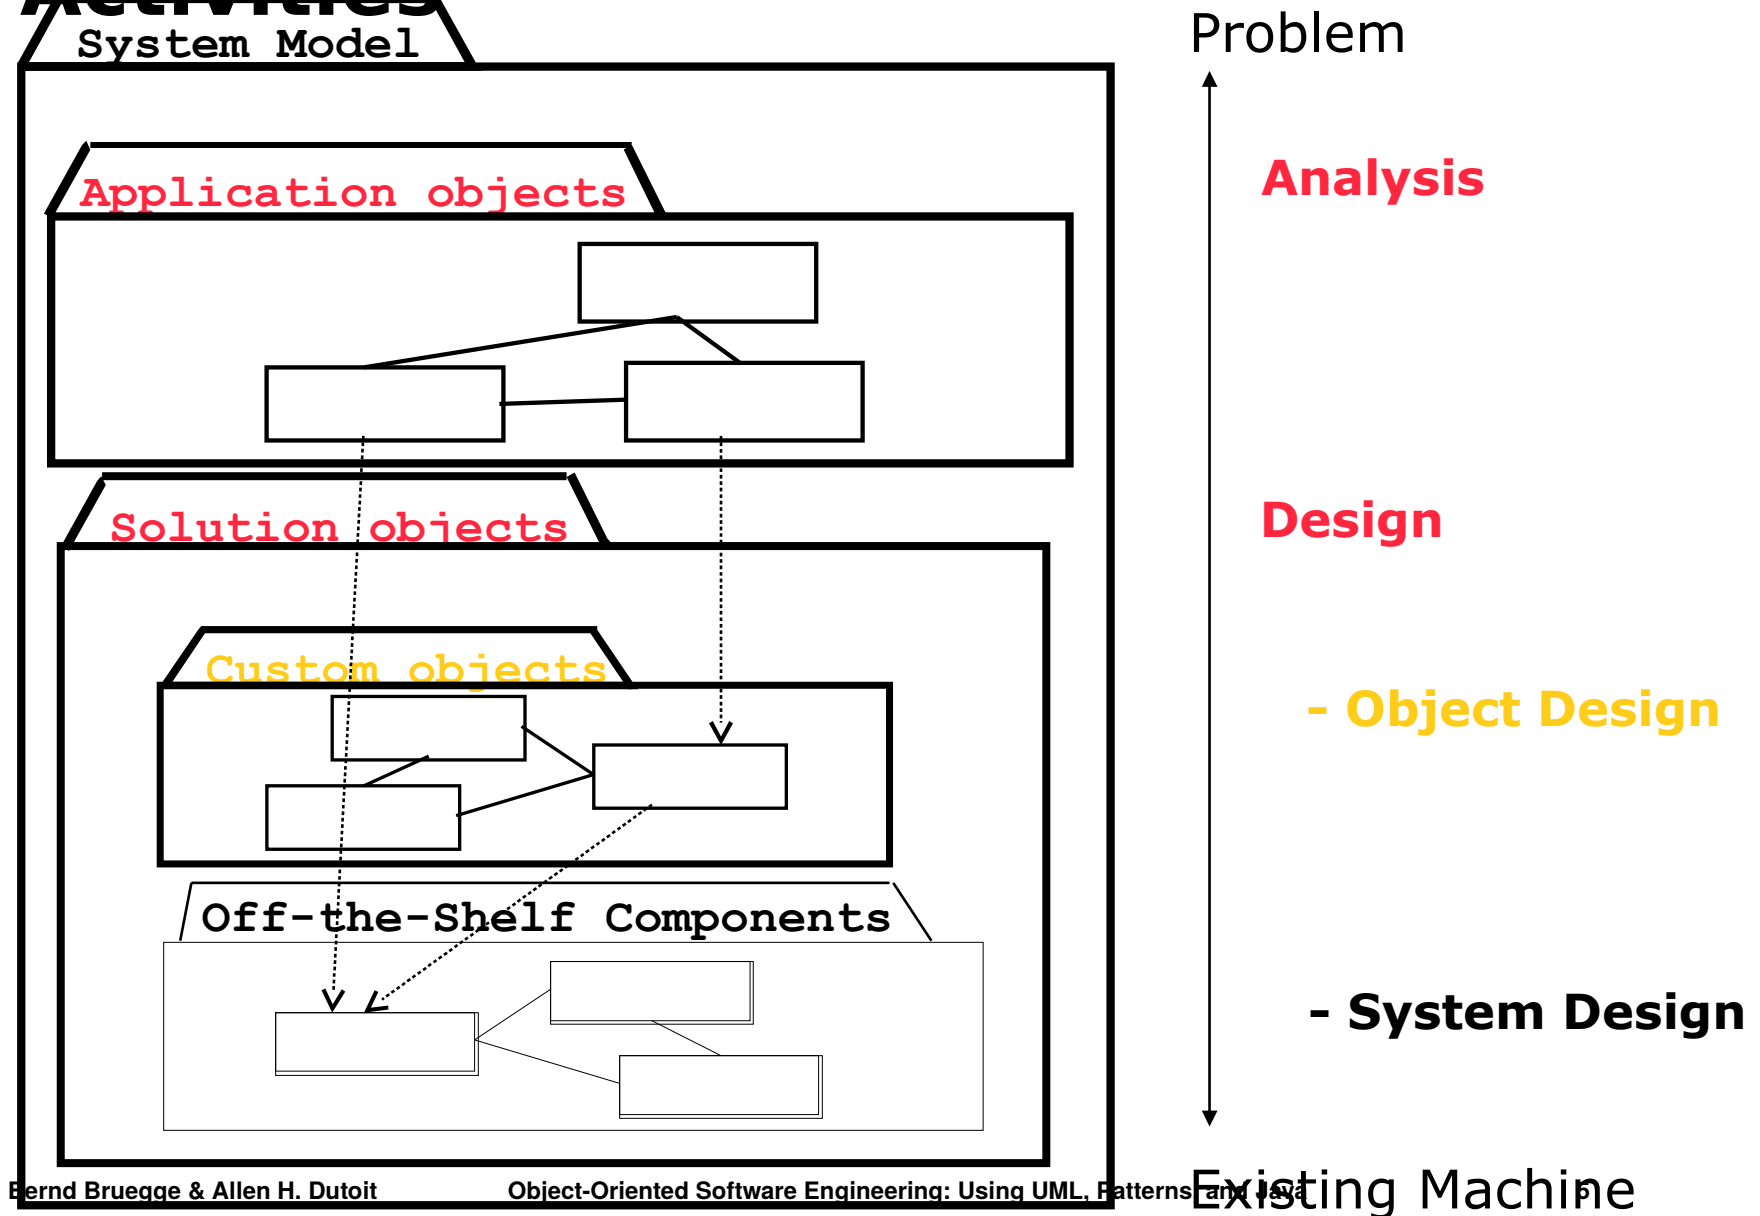 Activities
System Model
Problem
Application objects
Analysis
Solution objects
Design
Custom objects
- Object Design
Off-the-Shelf Components
- System Design
Bernd Bruegge & Allen H. Dutoit
Object-Oriented Software Engineering: Using UML, Patterns, and Java
Existing Machine